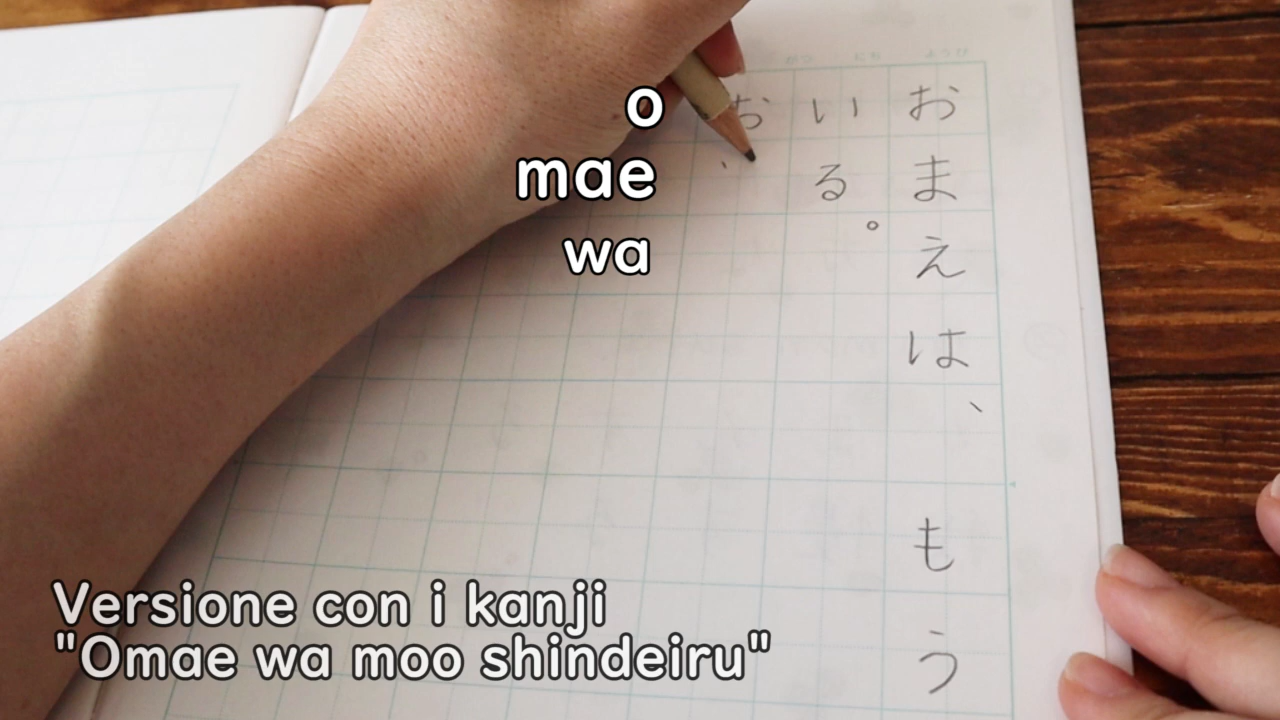 おまえは、もう
いる。
お
o
mae
wa
Versione con i kanji
"Omae wa moo shindeiru"